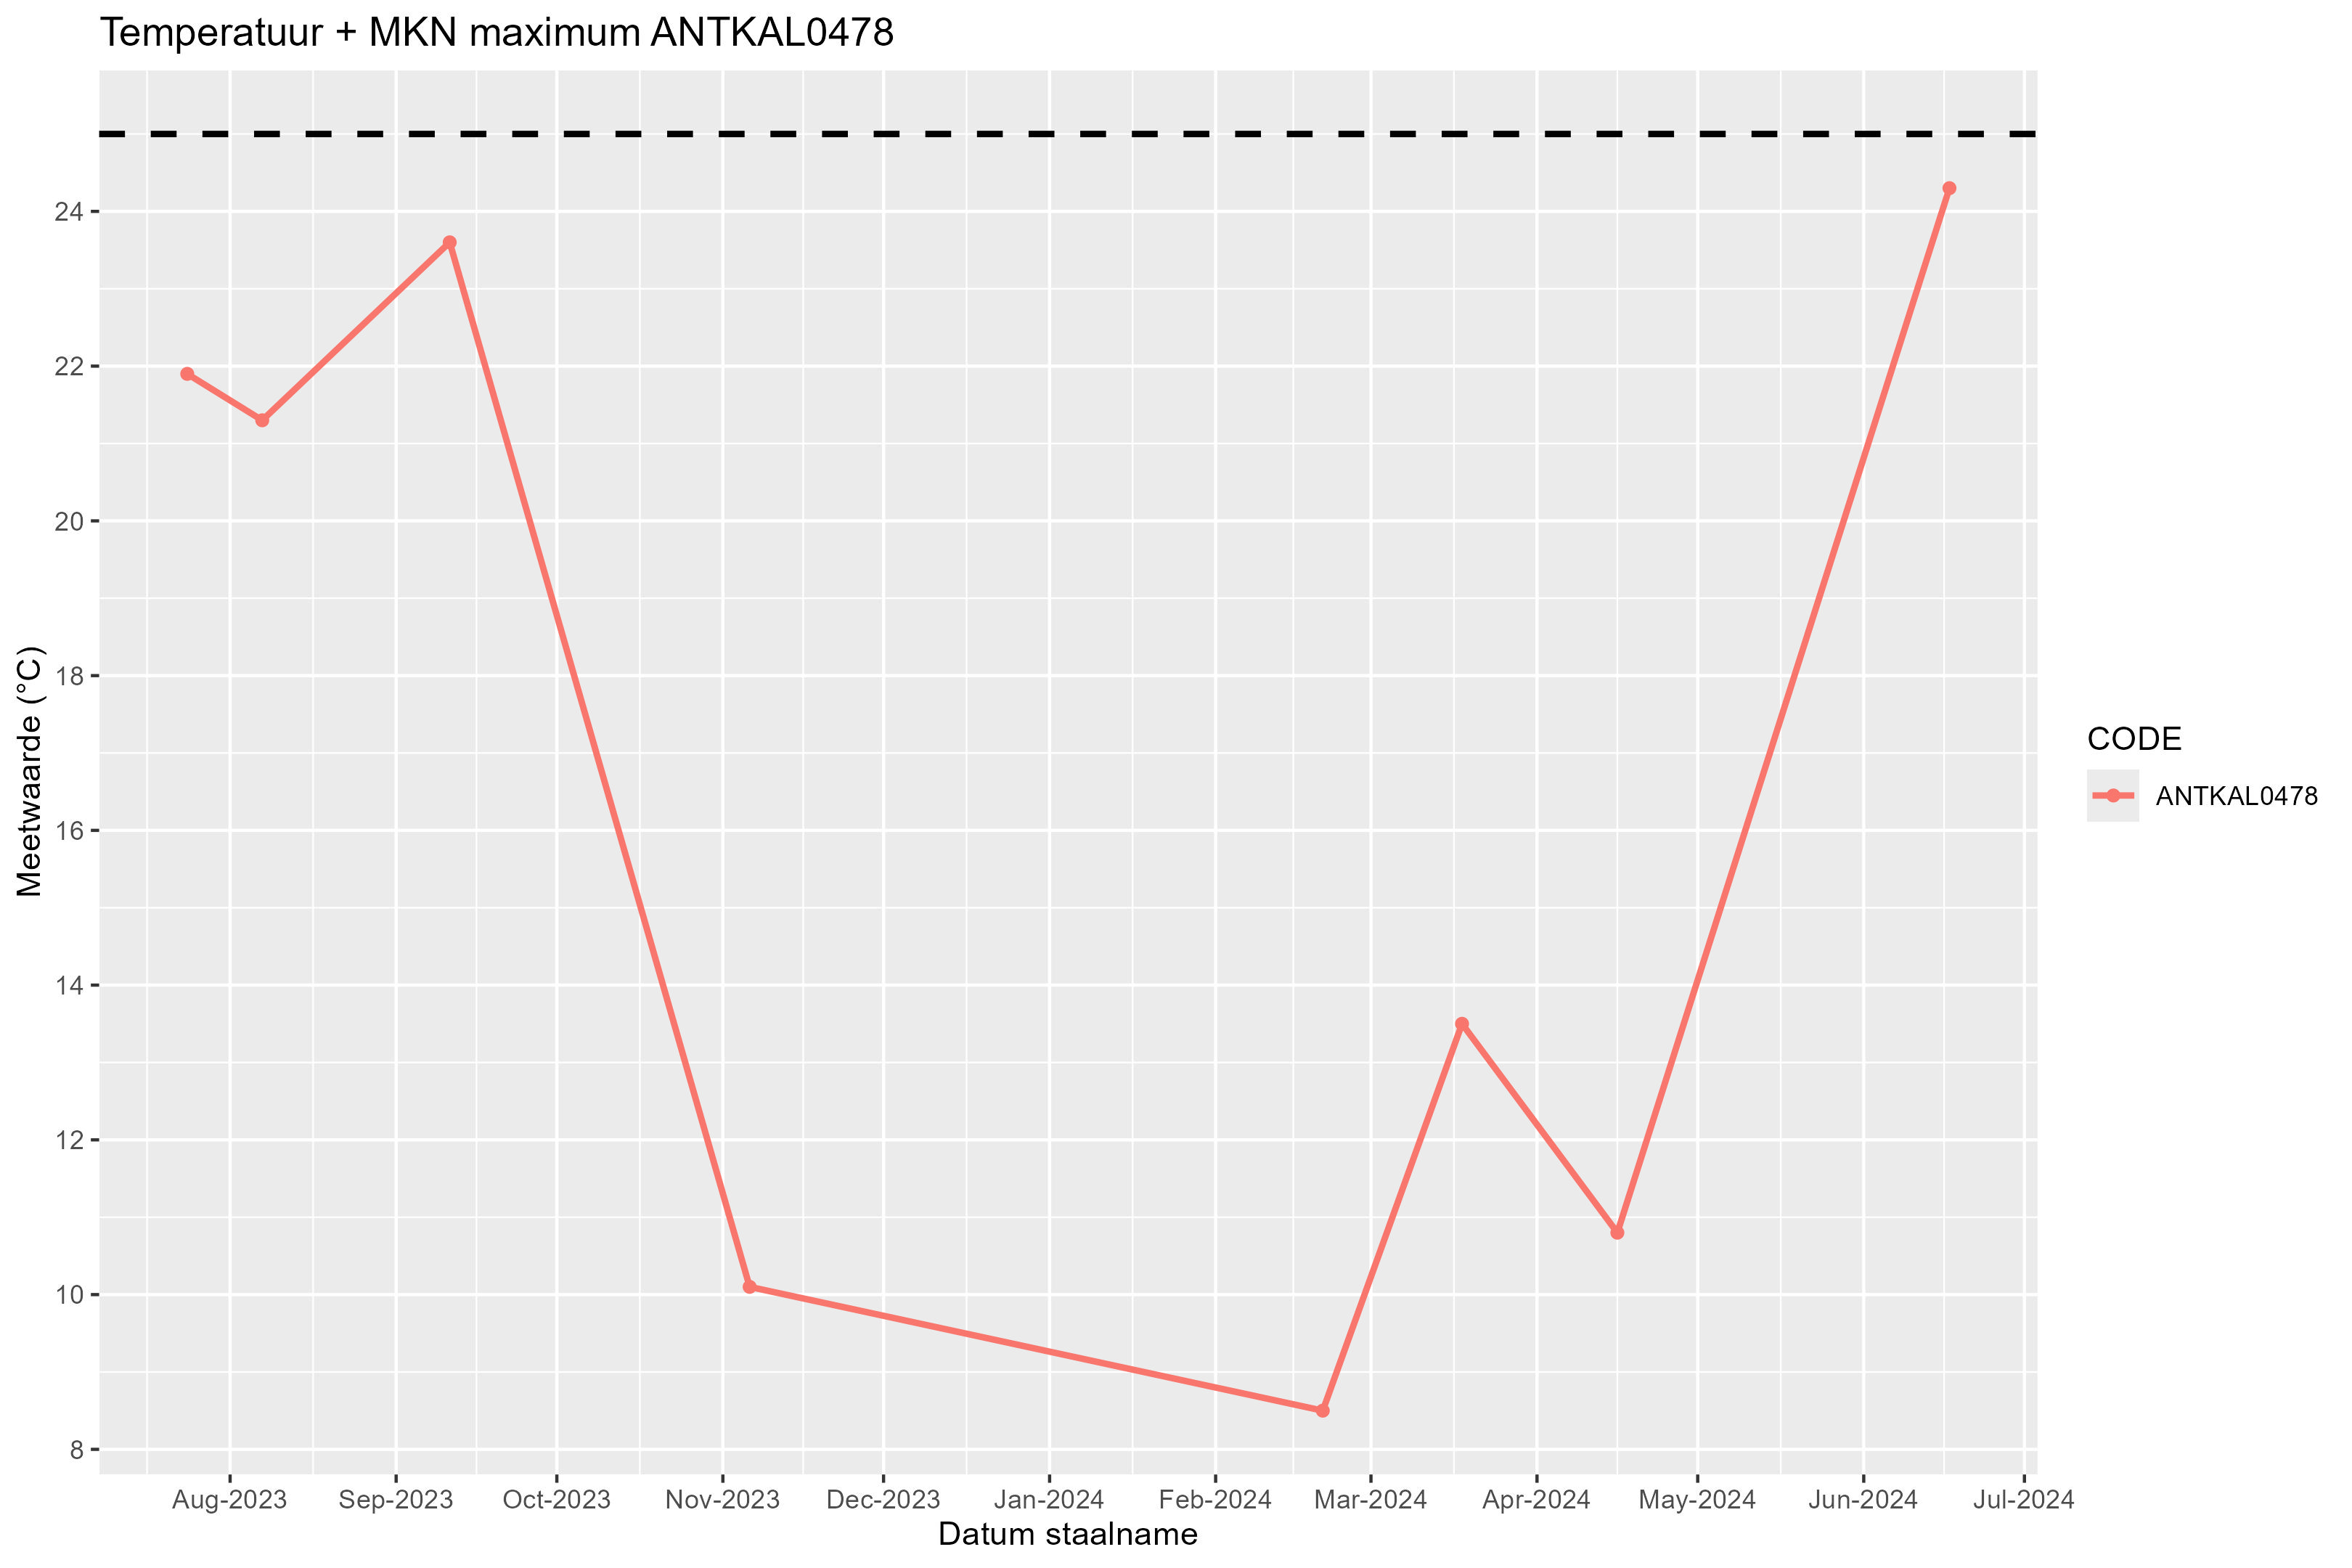 Temperatuur + MKN maximum ANTKAL0478
24
22
20
18
16
14
12
10
8
Meetwaarde (°C)
Aug-2023 Sep-2023 Oct-2023 Nov-2023 Dec-2023 Jan-2024 Feb-2024 Mar-2024 Apr-2024 May-2024 Jun-2024 Jul-2024
Datum staalname
CODE
ANTKAL0478